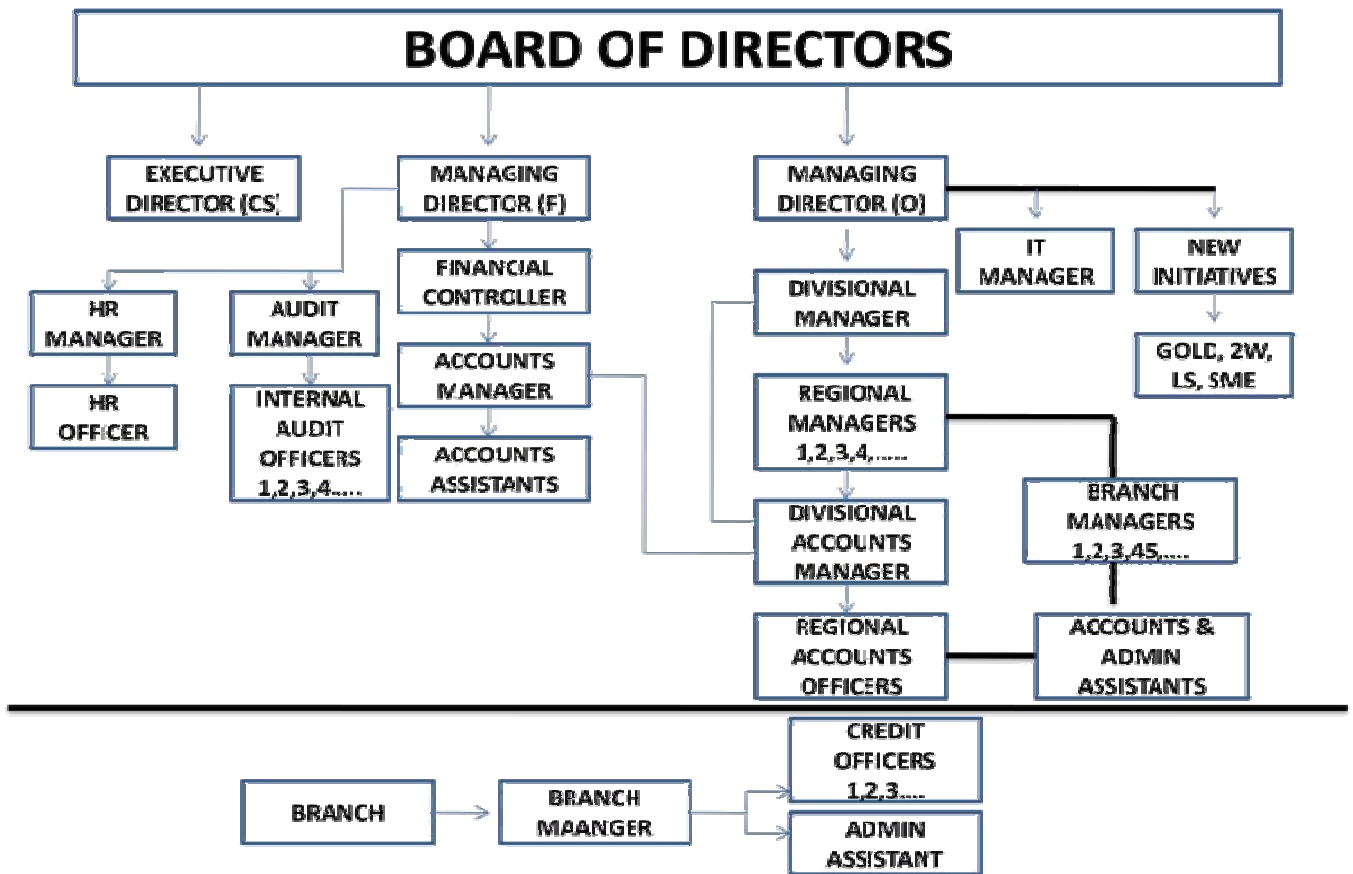 BOARD OF DIRECTORS
EXECUTIVE
DIRECTOR (CS)
MANAGING
DIRECTOR (F)
MANAGING
DIRECTOR (O)
HR
MANAGER
AUDIT
MANAGER
FINANCIAL
CONTROLLER
DIVISIONAL
MANAGER
IT
MANAGER
NEW
INITIATIVES
HR
OFFICER
INTERNAL
AUDIT
OFFICERS
1,2,3,4.....
ACCOUNTS
MANAGER
ACCOUNTS
ASSISTANTS
REGIONAL
MANAGERS
1,2,3,4,......
GOLD, 2W,
LS, SME
DIVISIONAL
ACCOUNTS
MANAGER
BRANCH
MANAGERS
1,2,3,45,....
REGIONAL
ACCOUNTS
OFFICERS
ACCOUNTS &
ADMIN
ASSISTANTS
BRANCH
BRANCH
MAANGER
CREDIT
OFFICERS
1,2,3....
ADMIN
ASSISTANT